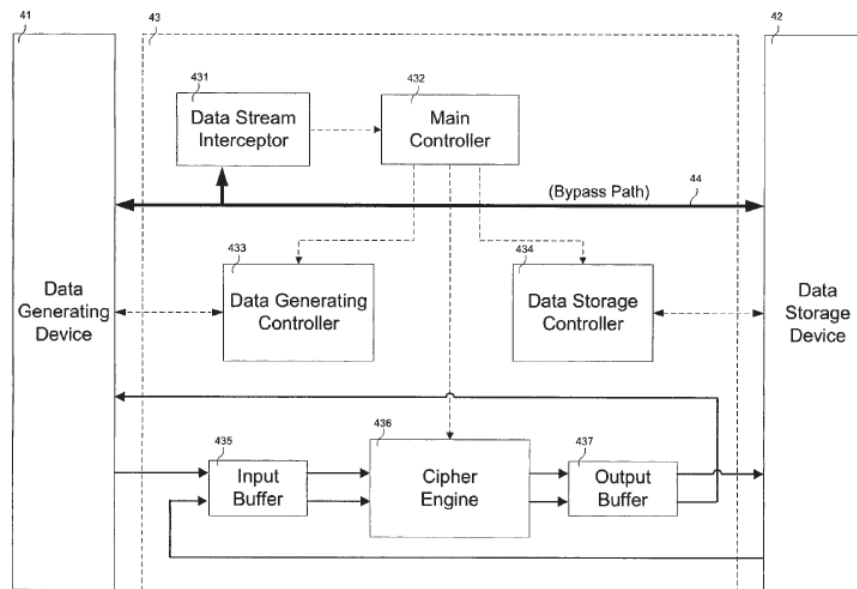 41
43
42
431
Data Stream
Interceptor
432
Main
Controller
(Bypass Path)
44
433
Data Generating
Controller
434
Data Storage
Controller
Data
Generating
Device
Data
Storage
Device
435
Input
Buffer
436
Cipher
Engine
437
Output
Buffer